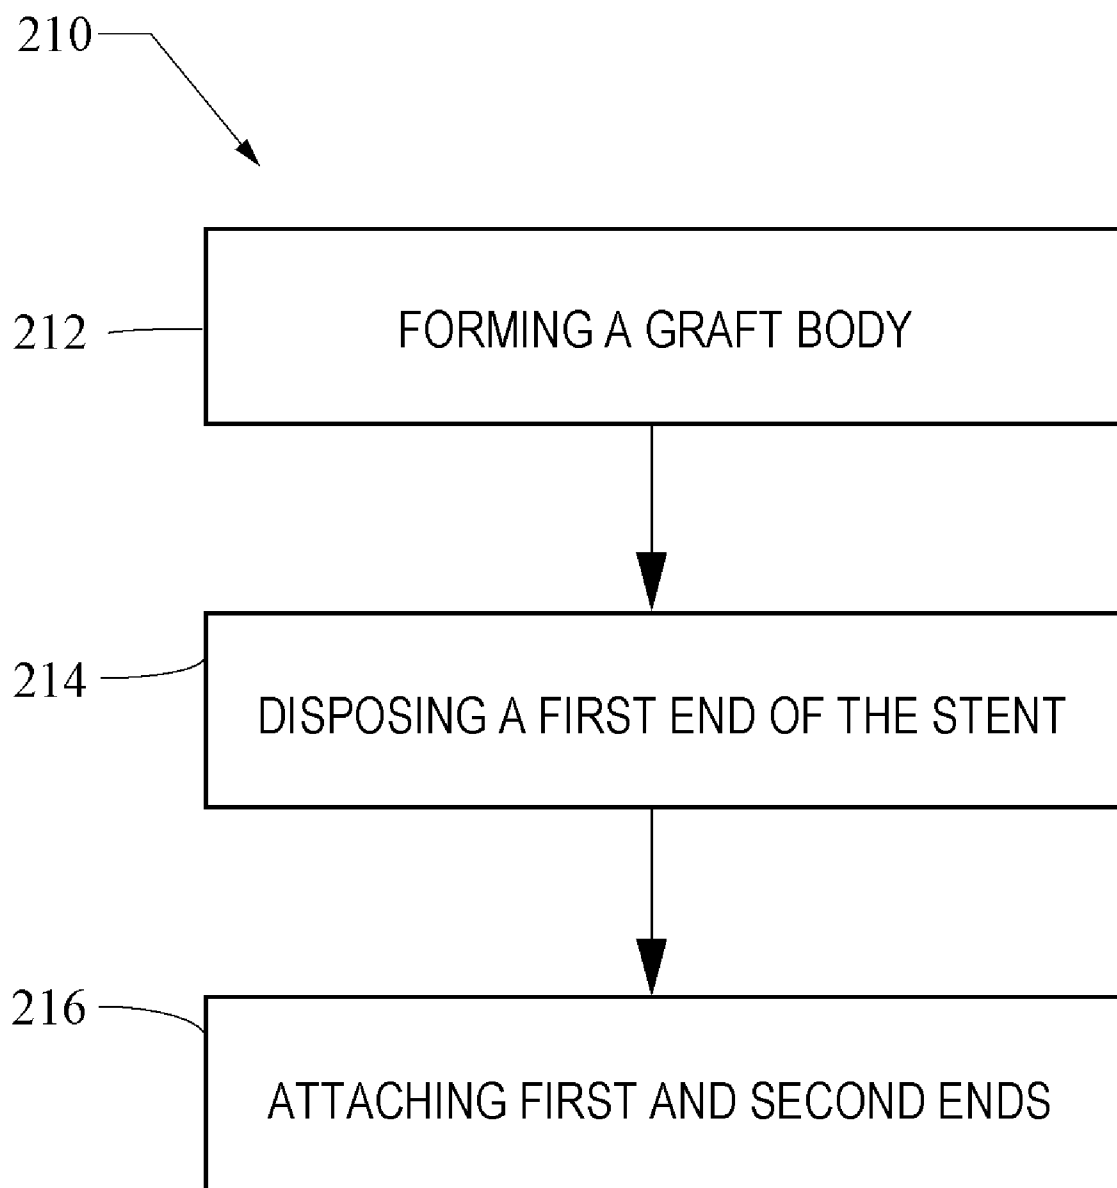 210
212
FORMING A GRAFT BODY
214
DISPOSING A FIRST END OF THE STENT
216
ATTACHING FIRST AND SECOND ENDS